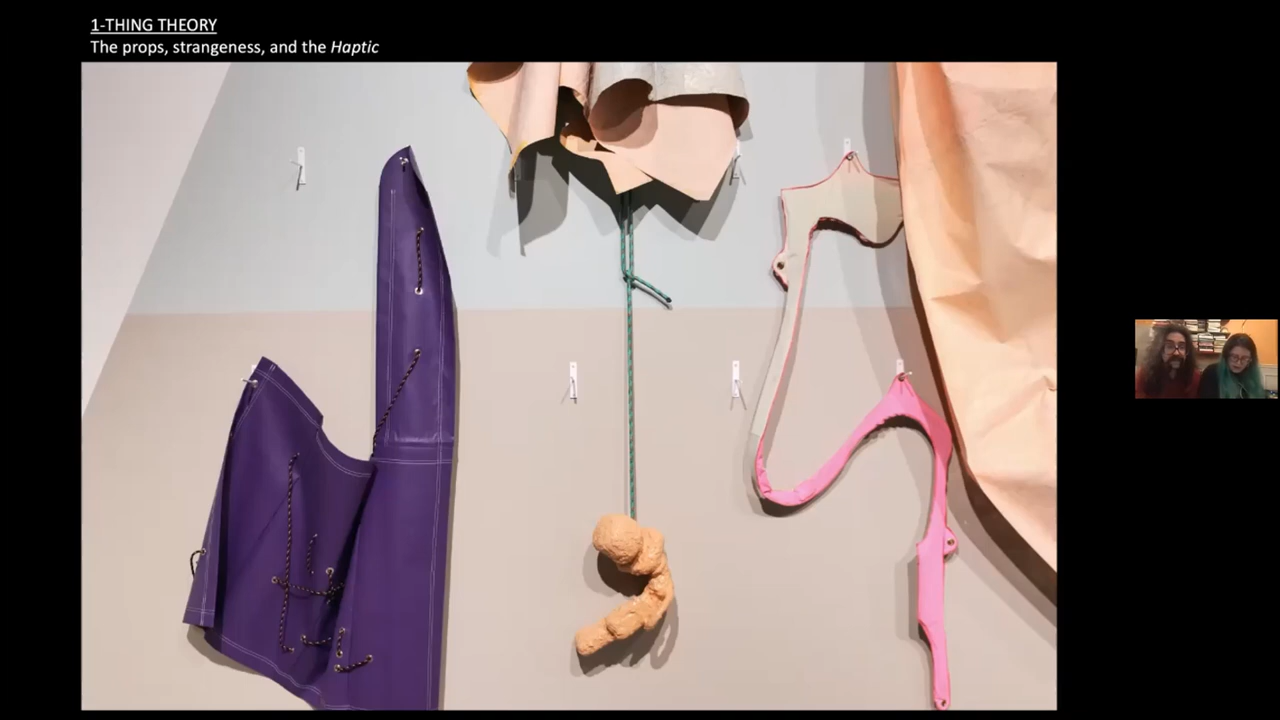 1-THING THEORY
The props, strangeness, and the Haptic